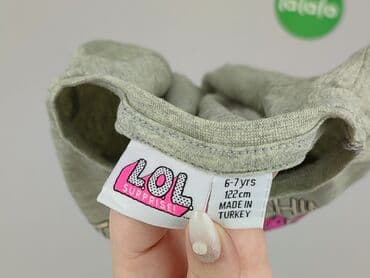 lalafo
L.O.L.
SURPRISE!
6-7 yrs
122cm
MADE IN
TURKEY